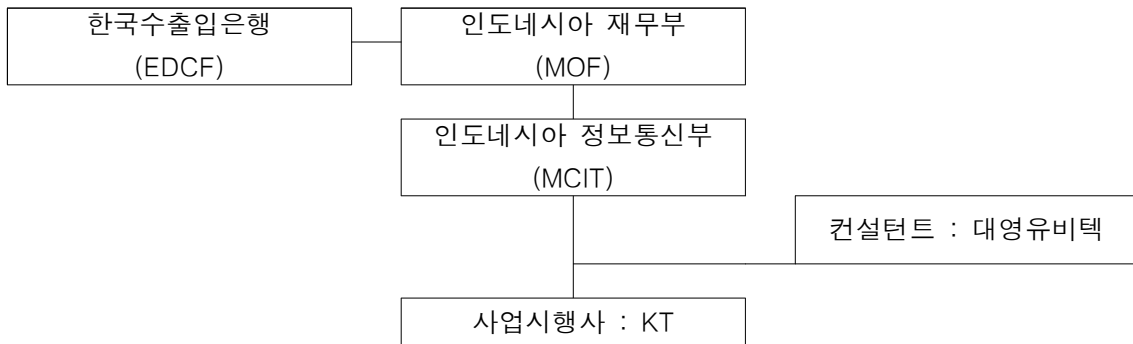 한국수출입은행
(EDCF)
인도네시아 재무부
(MOF)
인도네시아 정보통신부
(MCIT)
컨설턴트 : 대영유비텍
사업시행사 : KT